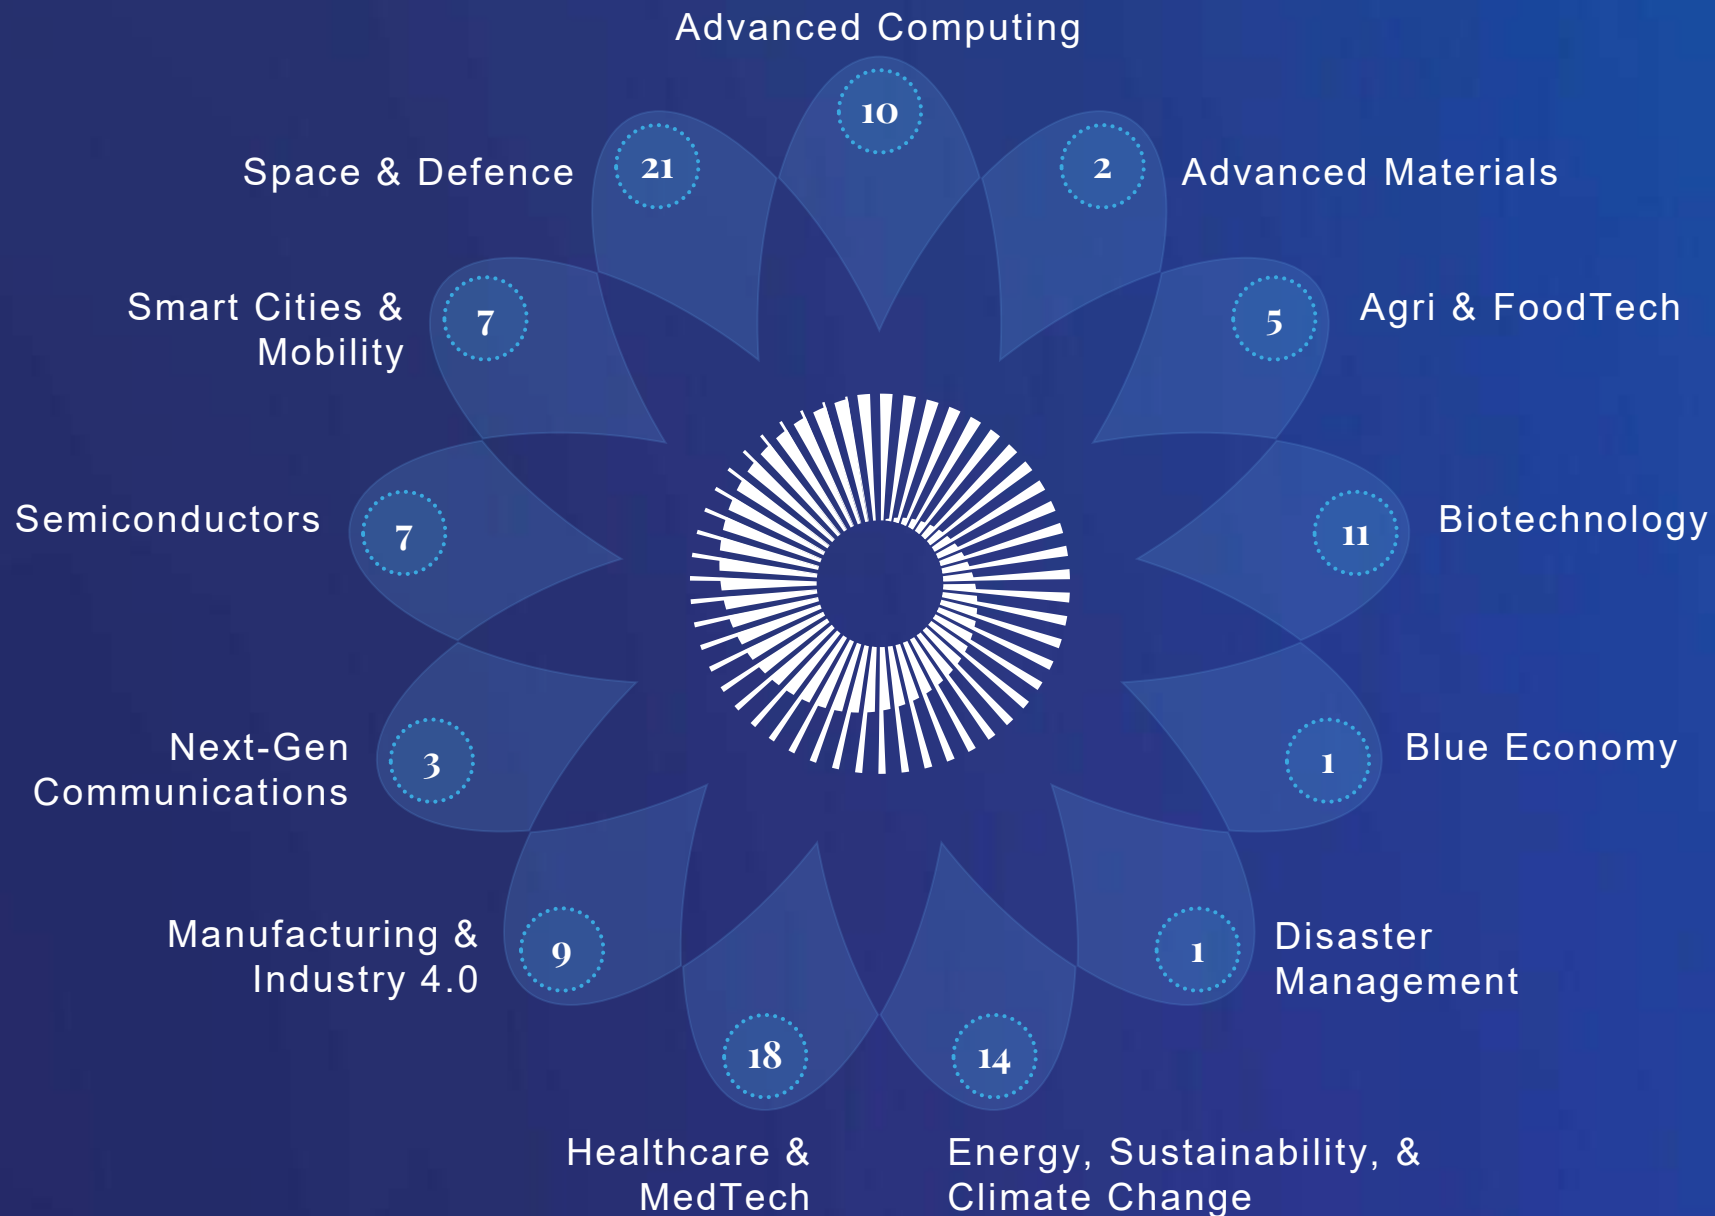 Advanced Computing
10
2
Advanced Materials
5
Agri & FoodTech
11
Biotechnology
1
Blue Economy
1
Disaster
Management
14
Energy, Sustainability, &
Climate Change
18
Healthcare &
MedTech
9
Manufacturing &
Industry 4.0
3
Next-Gen
Communications
7
Semiconductors
7
Smart Cities &
Mobility
21
Space & Defence